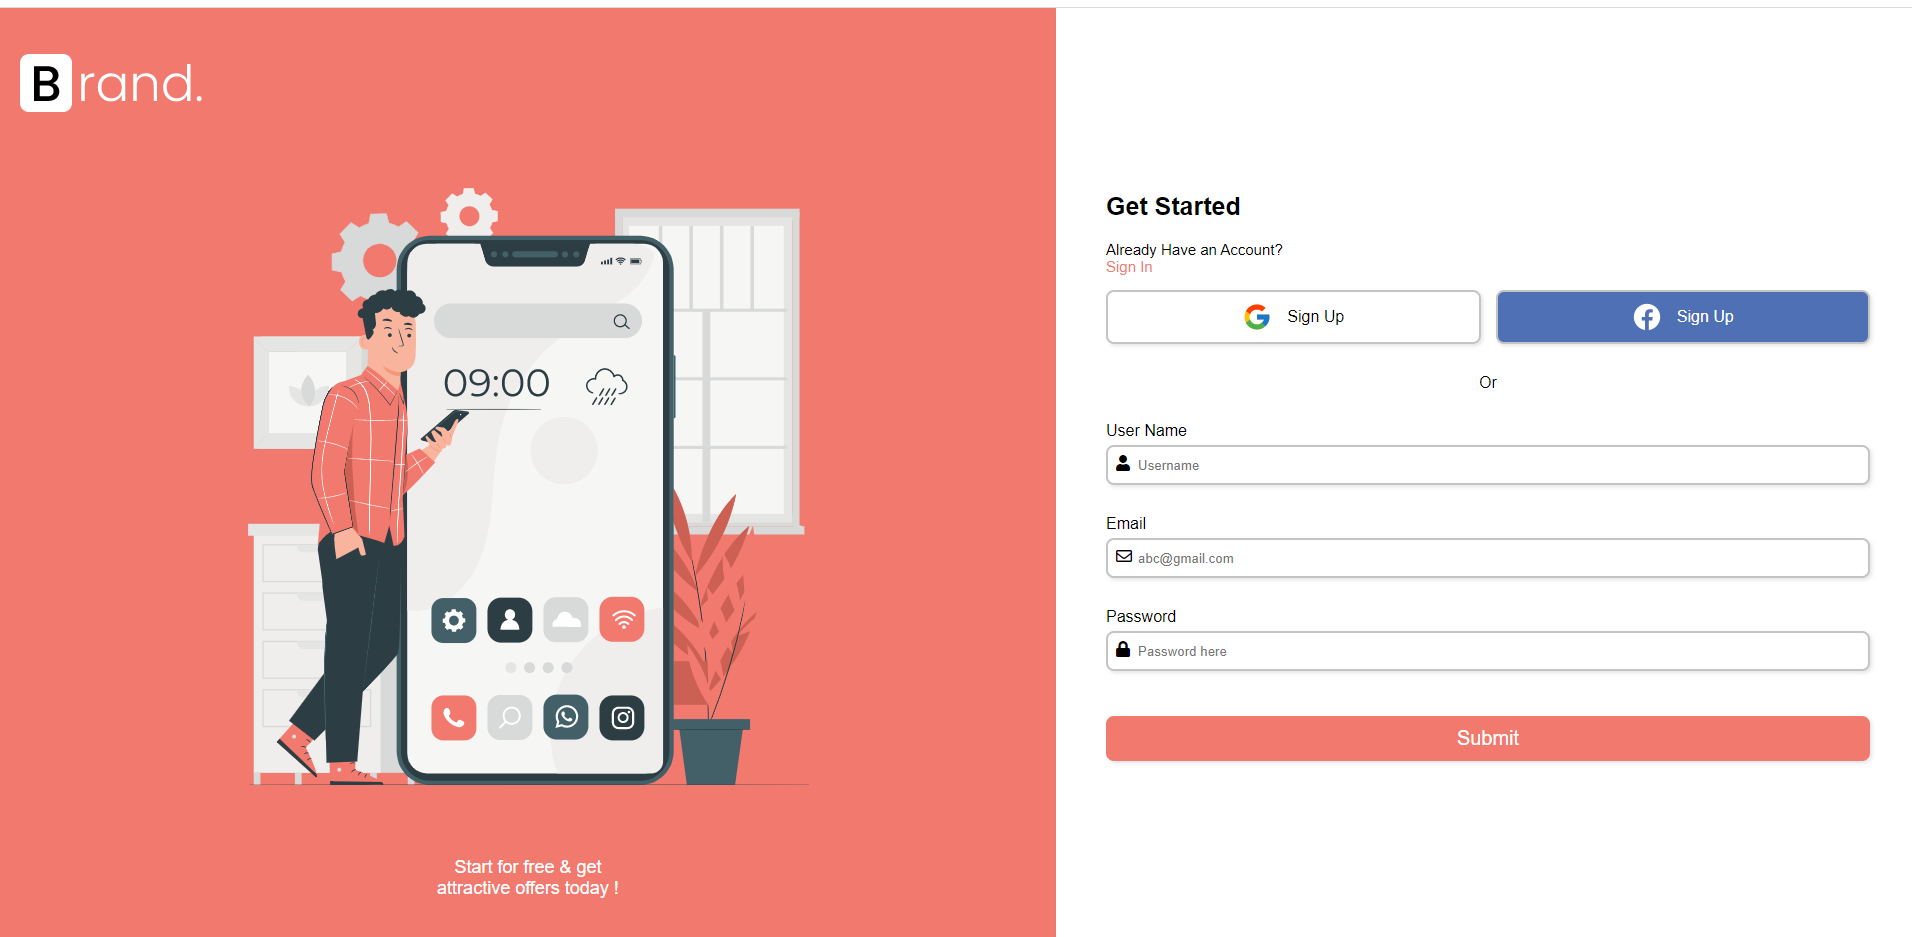 Brand.
09:00
Start for free & get
attractive offers today !
Get Started
Already Have an Account?
Sign In
Sign Up
Sign Up
Or
User Name
Username
Email
abc@gmail.com
Password
Password here
Submit